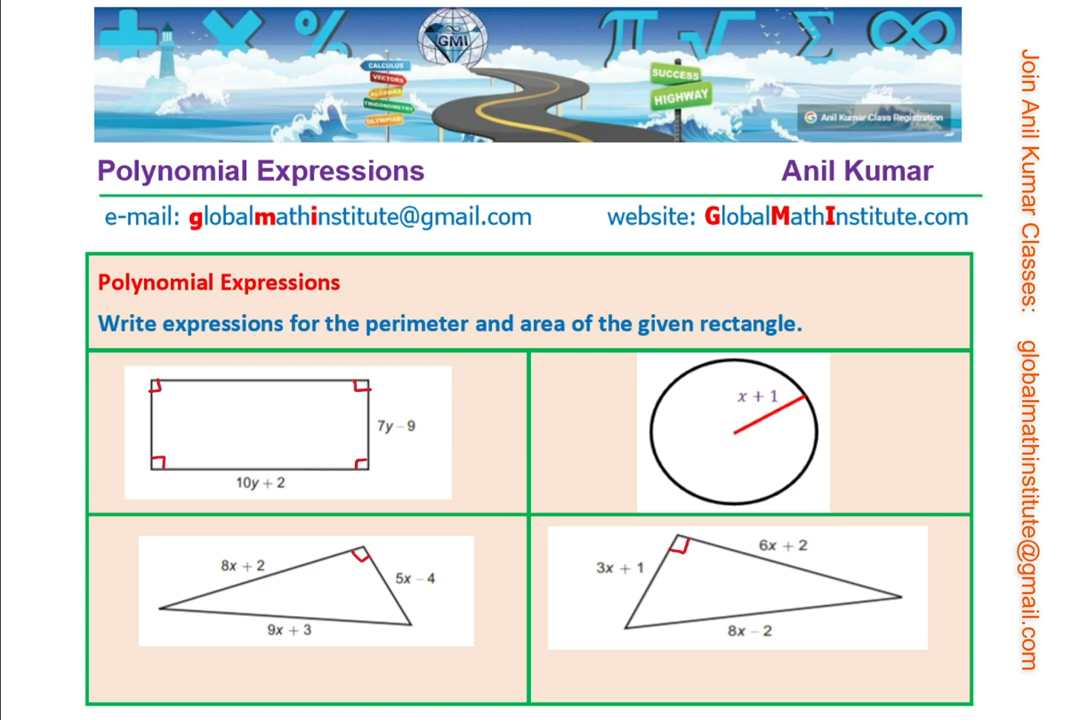 GMI
CALCULUS
VECTORS
ALGEBRA
TRIGONOMETRY
OLYMPIAD
SUCCESS
HIGHWAY
G Anil Kumar Class Registration
Polynomial Expressions Anil Kumar
e-mail: globalmathinstitute@gmail.com website: GlobalMathInstitute.com
Polynomial Expressions
Write expressions for the perimeter and area of the given rectangle.
7y – 9
10y + 2
x + 1
8x + 2
5x – 4
9x + 3
6x + 2
3x + 1
8x – 2
Join Anil Kumar Classes: globalmathinstitute@gmail.com